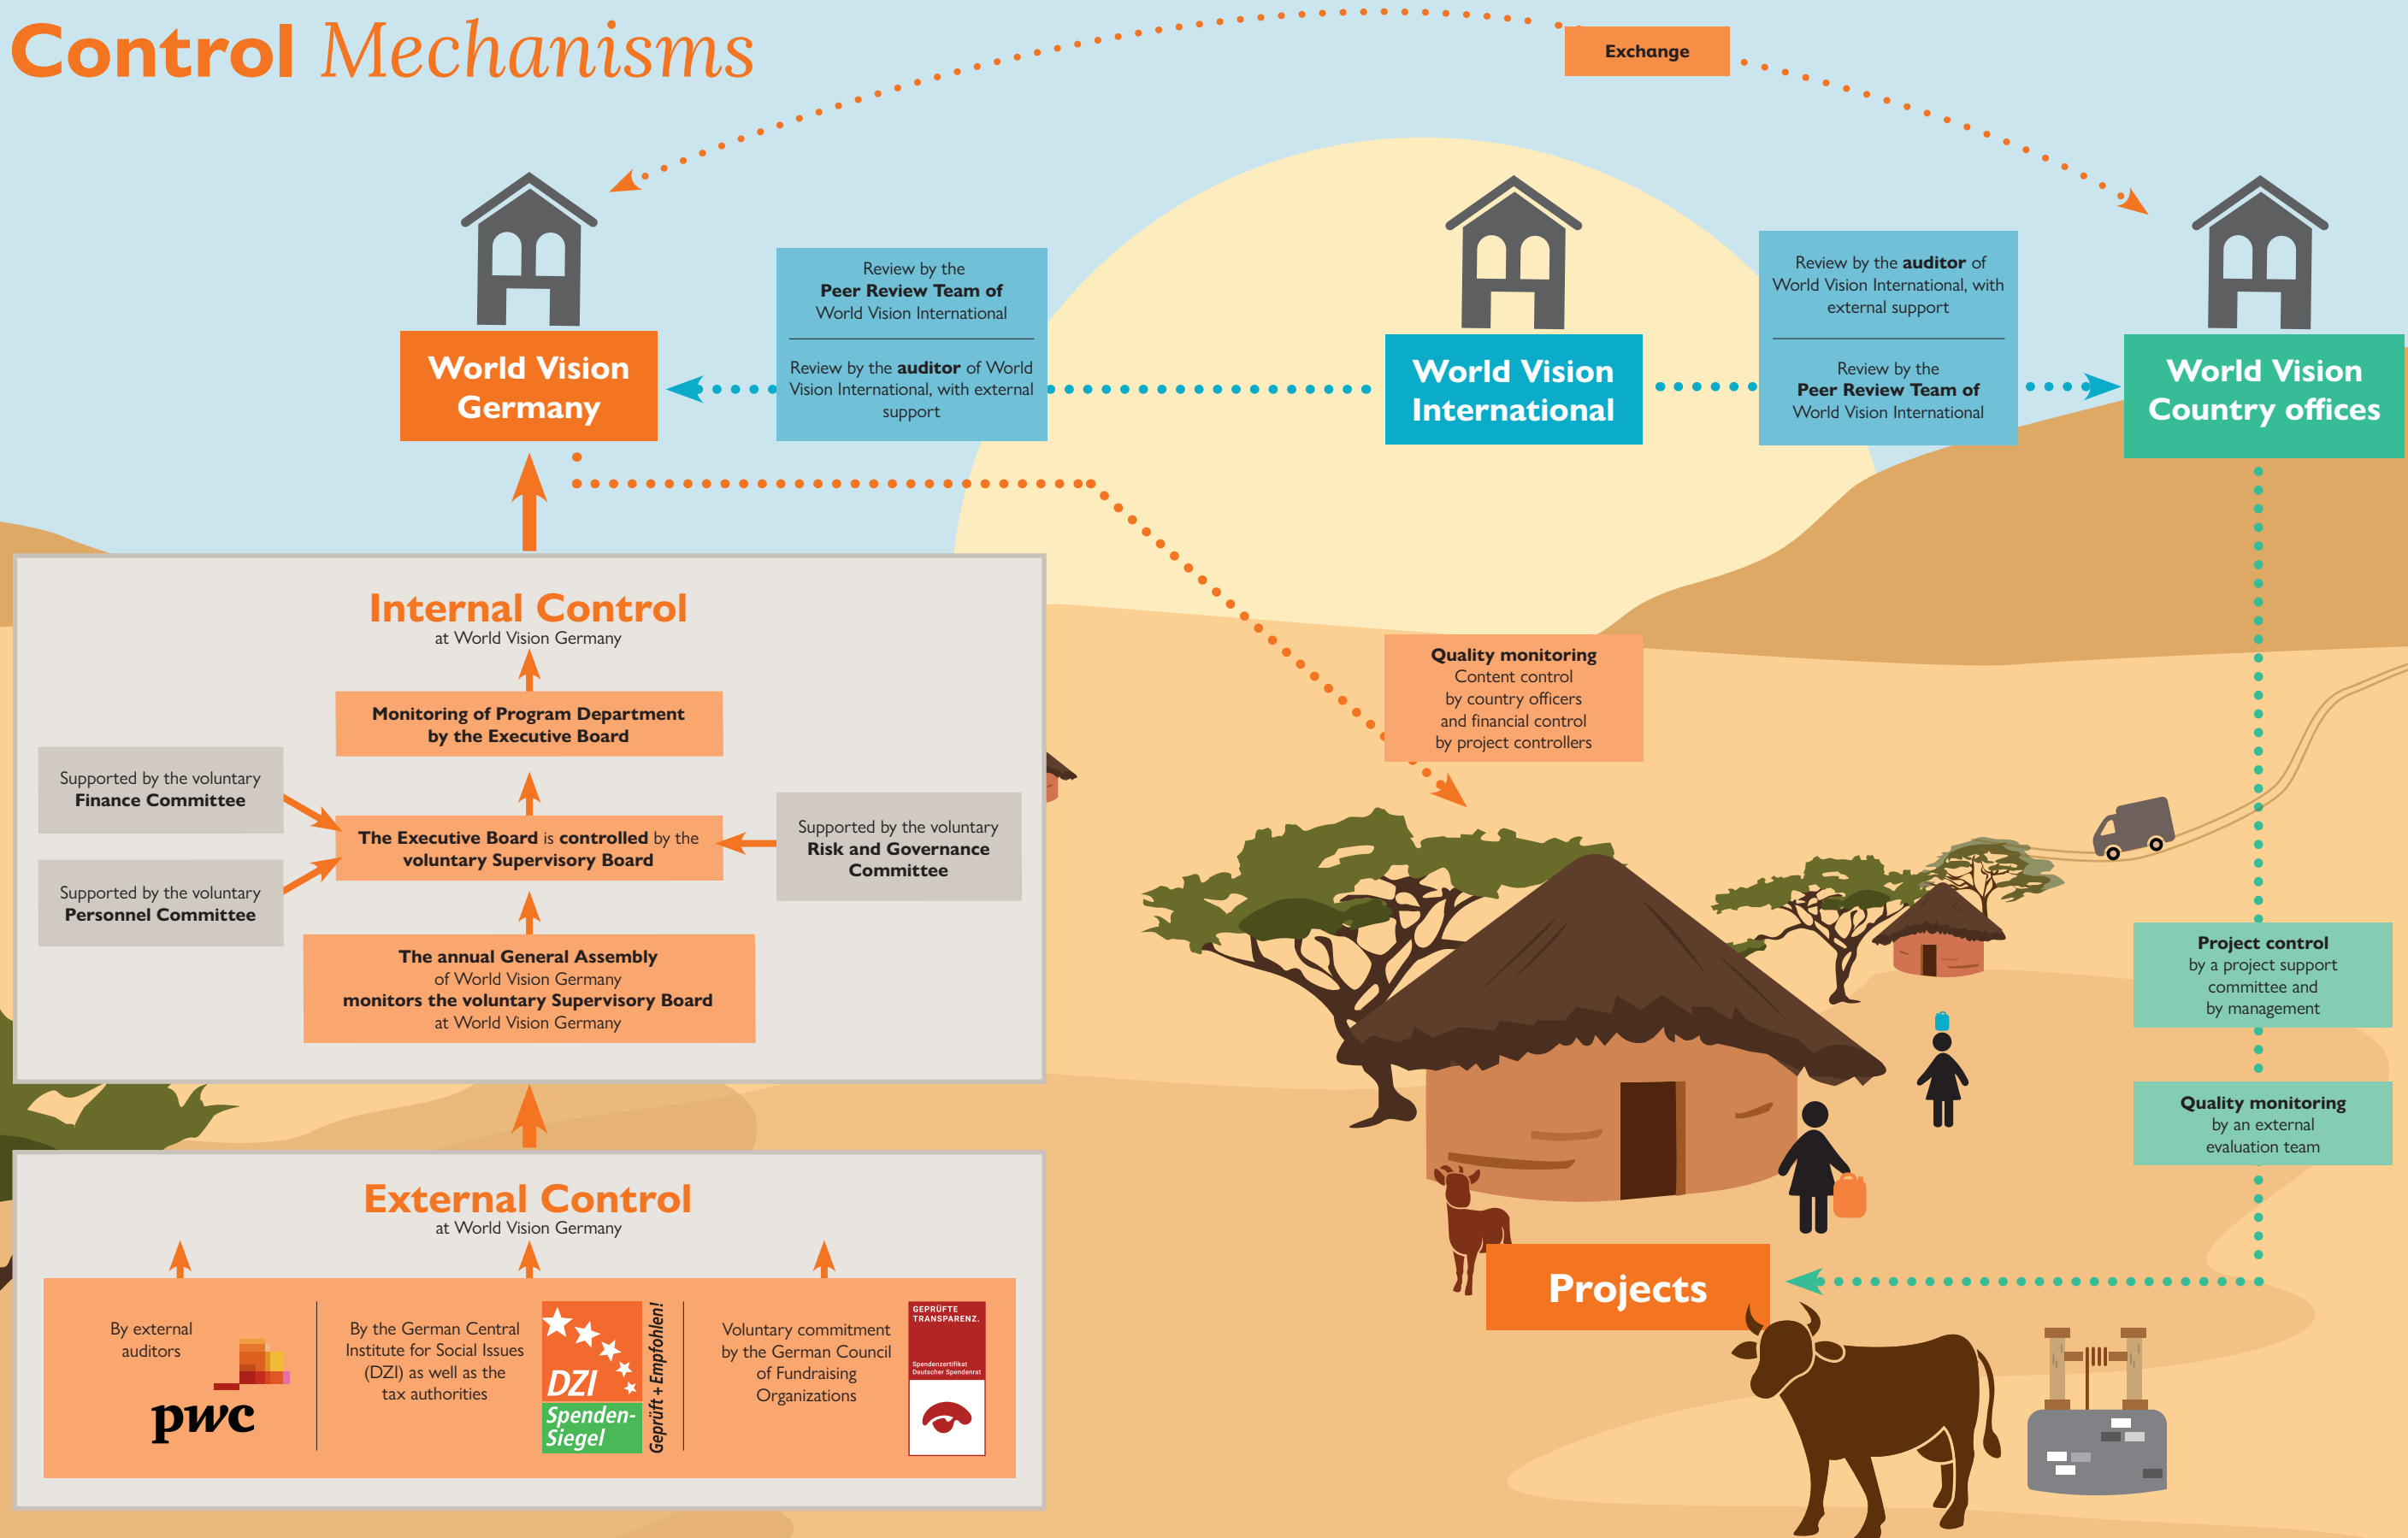 Control Mechanisms
Exchange
World Vision
Germany
Review by the
Peer Review Team of
World Vision International
Review by the auditor of World
Vision International, with external
support
World Vision
International
Review by the auditor of
World Vision International, with
external support
Review by the
Peer Review Team of
World Vision International
World Vision
Country offices
Internal Control
at World Vision Germany
Monitoring of Program Department
by the Executive Board
Supported by the voluntary
Finance Committee
The Executive Board is controlled by the
voluntary Supervisory Board
Supported by the voluntary
Risk and Governance
Committee
Supported by the voluntary
Personnel Committee
The annual General Assembly
of World Vision Germany
monitors the voluntary Supervisory Board
at World Vision Germany
Quality monitoring
Content control
by country officers
and financial control
by project controllers
Project control
by a project support
committee and
by management
Quality monitoring
by an external
evaluation team
Projects
External Control
at World Vision Germany
By external
auditors
pwc
By the German Central
Institute for Social Issues
(DZI) as well as the
tax authorities
DZI
Spenden-
Siegel
Geprüft + Empfohlen!
Voluntary commitment
by the German Council
of Fundraising
Organizations
GEPRÜFTE
TRANSPARENZ.
Spendenzertifikat
Deutscher Spendenrat